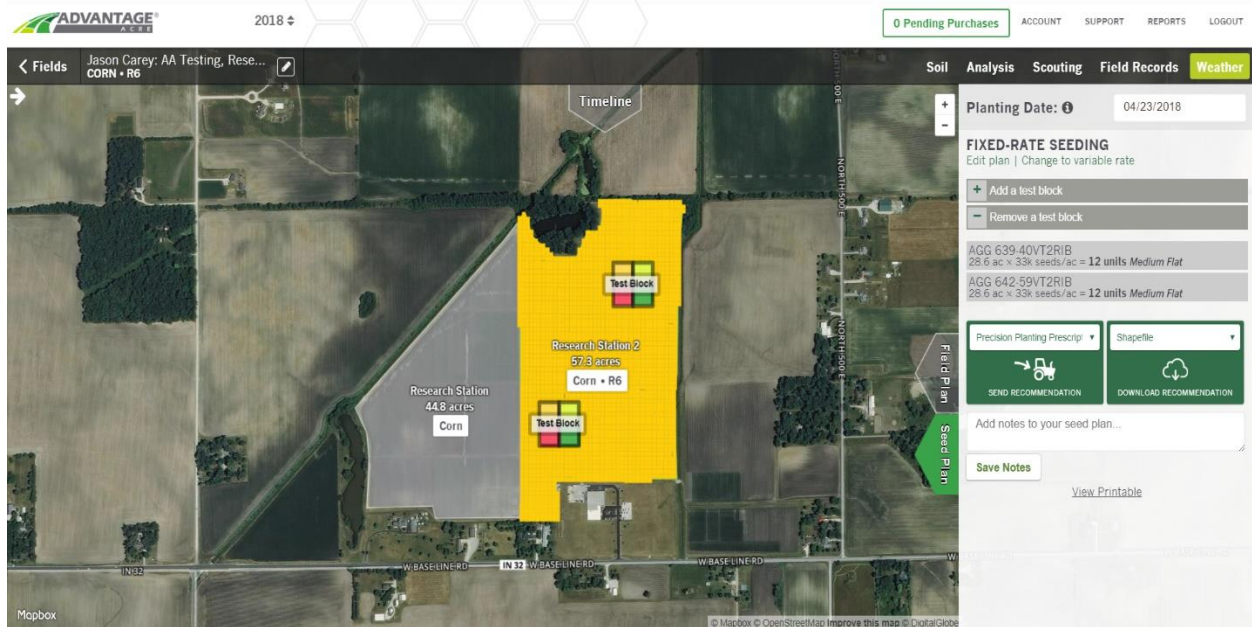 ADVANTAGE®
ACRE
2018
0 Pending Purchases
ACCOUNT
SUPPORT
REPORTS
LOGOUT
Fields
Jason Carey: AA Testing, Rese...
CORN • R6
Soil
Analysis
Scouting
Field Records
Weather
Timeline
+
−
NORTH 500 E
NORTH 500 E
NORTH 500 E
Test Block
Research Station 2
57.3 acres
Corn • R6
Research Station
44.8 acres
Corn
Test Block
Field Plan
Seed Plan
IN 32
W BASE LINE RD
IN 32
W BASE LINE RD
W BASE LINE RD
W
Mapbox
© Mapbox © OpenStreetMap Improve this map © DigitalGlobe
Planting Date:
04/23/2018
FIXED-RATE SEEDING
Edit plan | Change to variable rate
+ Add a test block
− Remove a test block
AGG 639-40VT2RIB
28.6 ac × 33k seeds/ac = 12 units Medium Flat
AGG 642-59VT2RIB
28.6 ac × 33k seeds/ac = 12 units Medium Flat
Precision Planting Prescrip
Shapefile
SEND RECOMMENDATION
DOWNLOAD RECOMMENDATION
Add notes to your seed plan...
Save Notes
View Printable